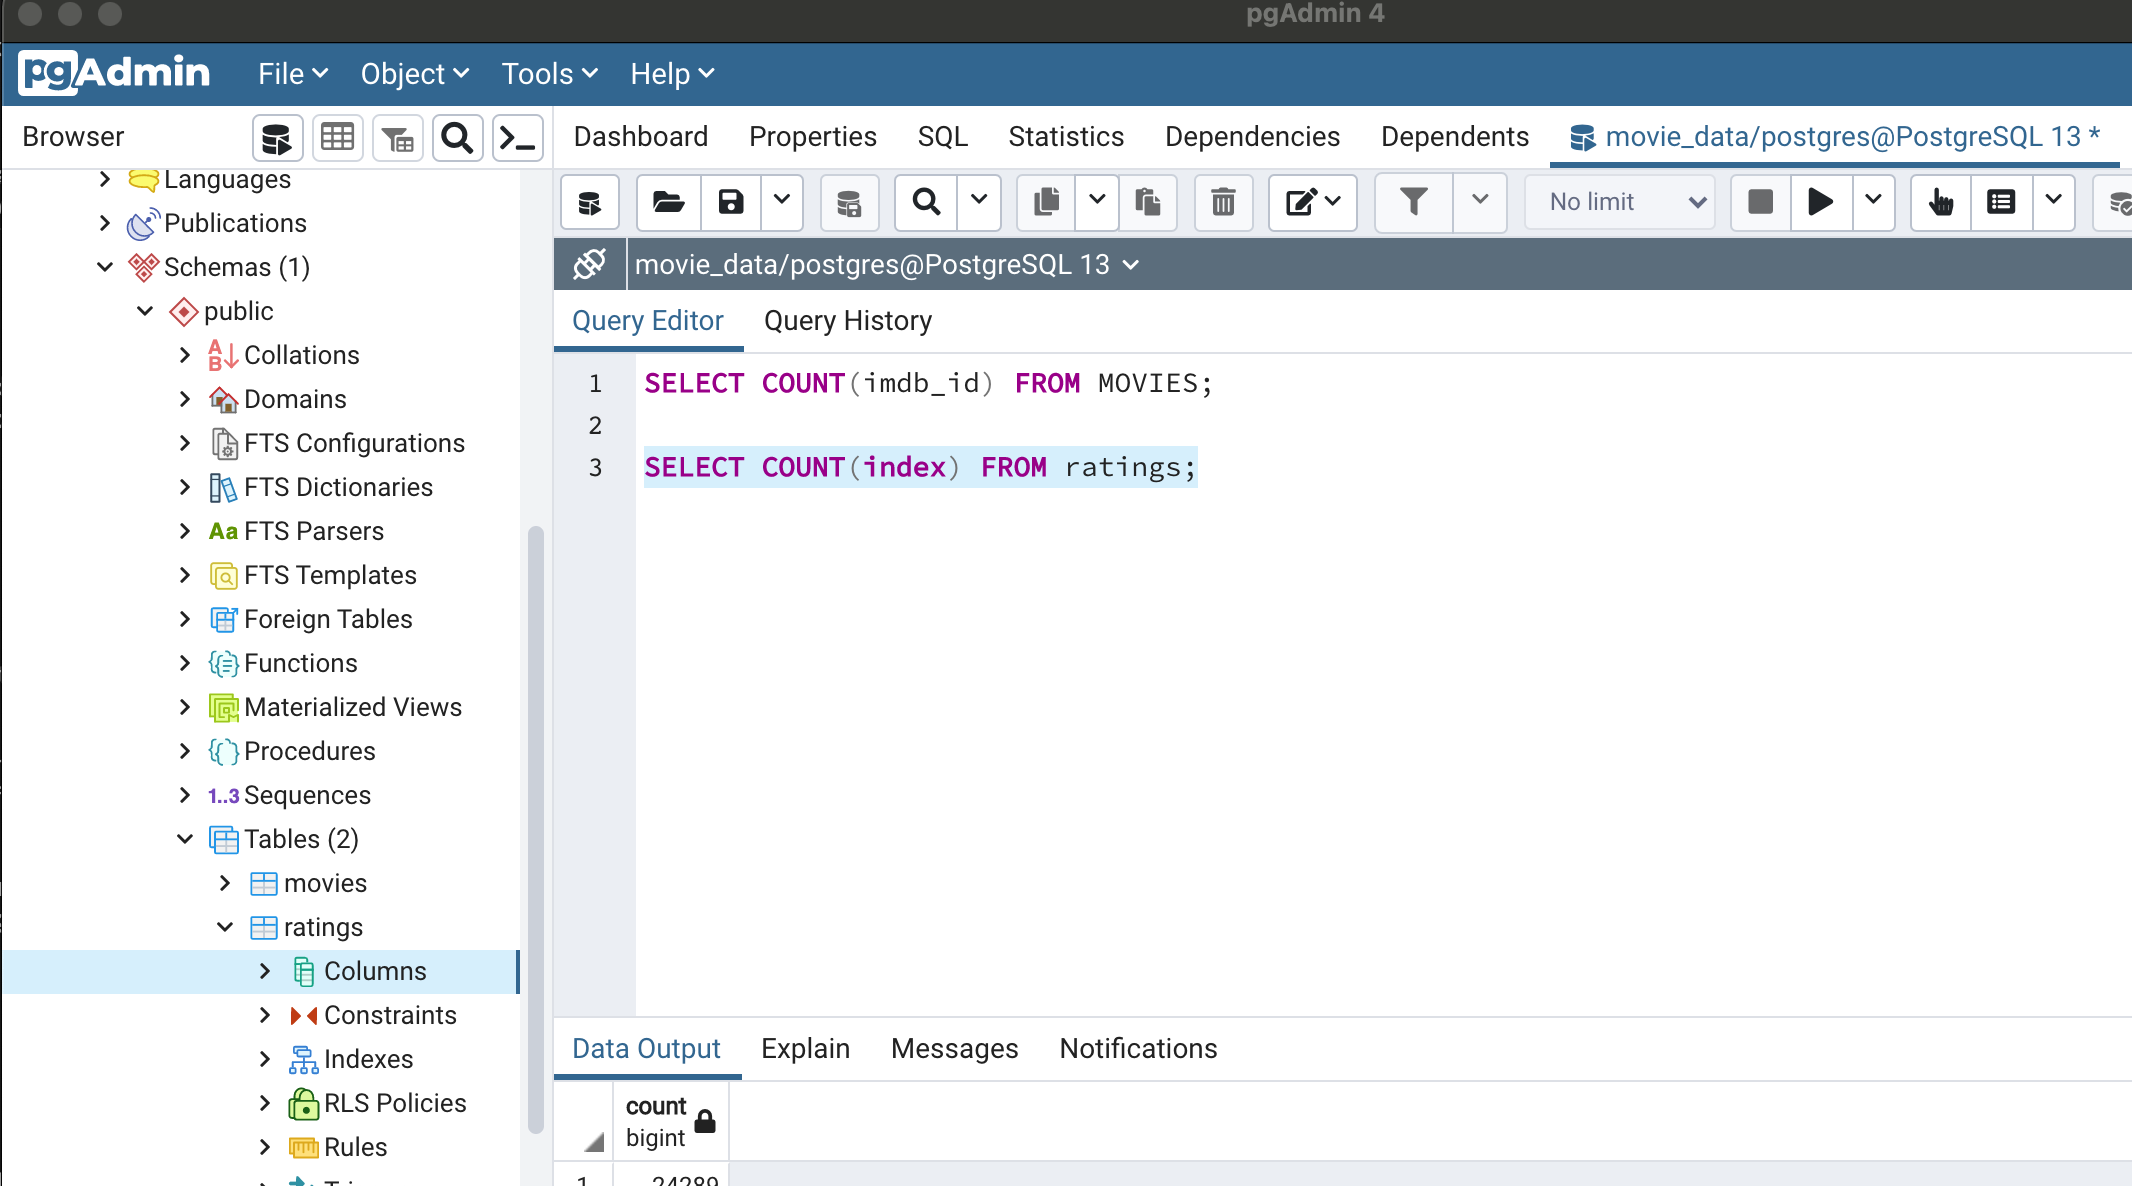 pgAdmin 4
pgAdmin File Object Tools Help
Browser
Dashboard Properties SQL Statistics Dependencies Dependents movie_data/postgres@PostgreSQL 13 *
No limit
movie_data/postgres@PostgreSQL 13
Query Editor Query History
1 SELECT COUNT(imdb_id) FROM MOVIES;
2
3 SELECT COUNT(index) FROM ratings;
Languages
Publications
Schemas (1)
public
Collations
Domains
FTS Configurations
FTS Dictionaries
Aa FTS Parsers
FTS Templates
Foreign Tables
Functions
Materialized Views
Procedures
1..3 Sequences
Tables (2)
movies
ratings
Columns
Constraints
Indexes
RLS Policies
Rules
Data Output Explain Messages Notifications
count
bigint
1 24289